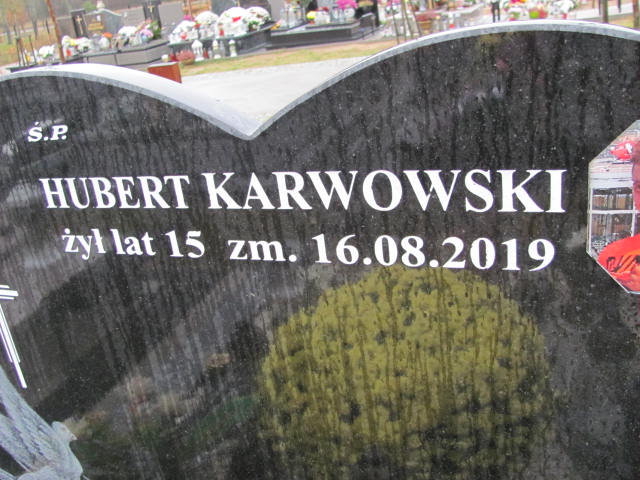 Ś.P.
HUBERT KARWOWSKI
żył lat 15 zm. 16.08.2019